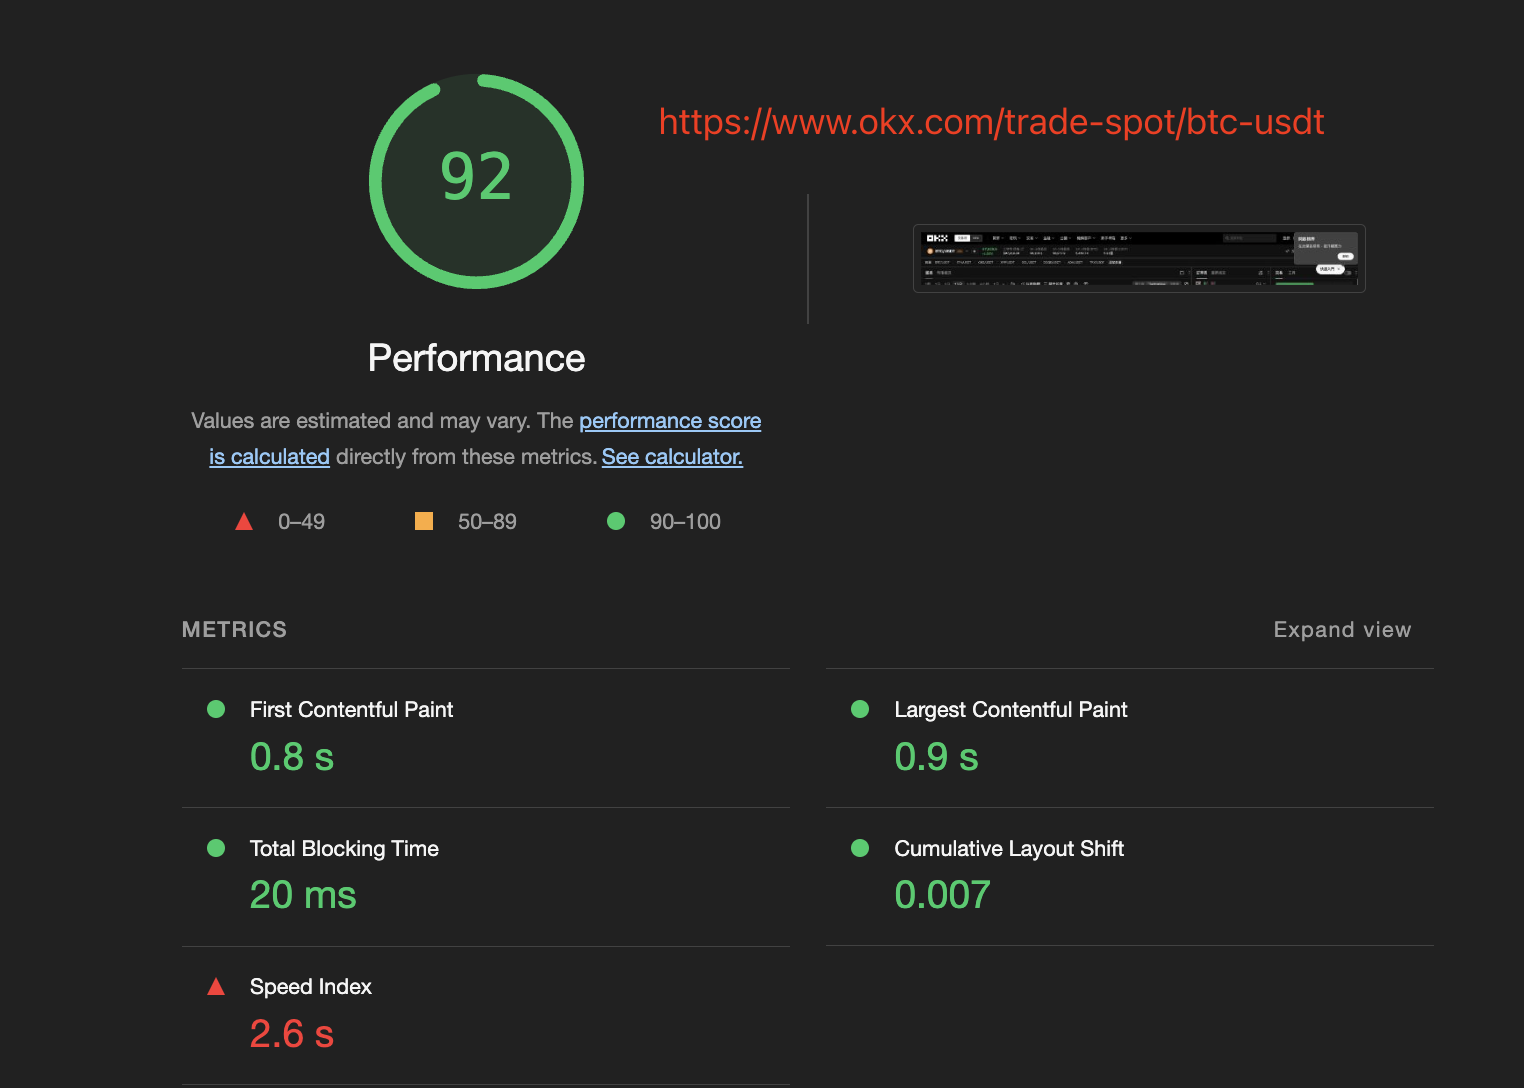 https://www.okx.com/trade-spot/btc-usdt
92
OKX
Performance
Values are estimated and may vary. The performance score
is calculated directly from these metrics. See calculator.
0–49
50–89
90–100
METRICS
Expand view
First Contentful Paint
0.8 s
Largest Contentful Paint
0.9 s
Total Blocking Time
20 ms
Cumulative Layout Shift
0.007
Speed Index
2.6 s